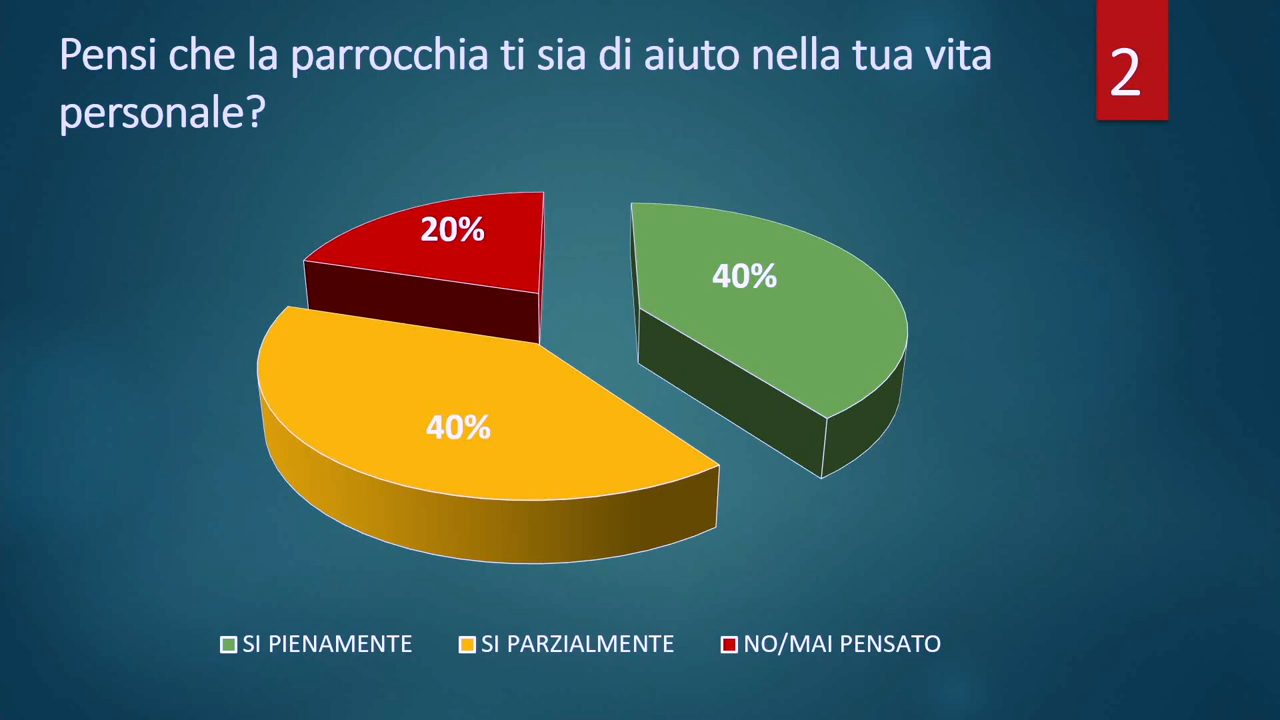 Pensi che la parrocchia ti sia di aiuto nella tua vita
personale?
2
20%
40%
40%
SI PIENAMENTE
SI PARZIALMENTE
NO/MAI PENSATO